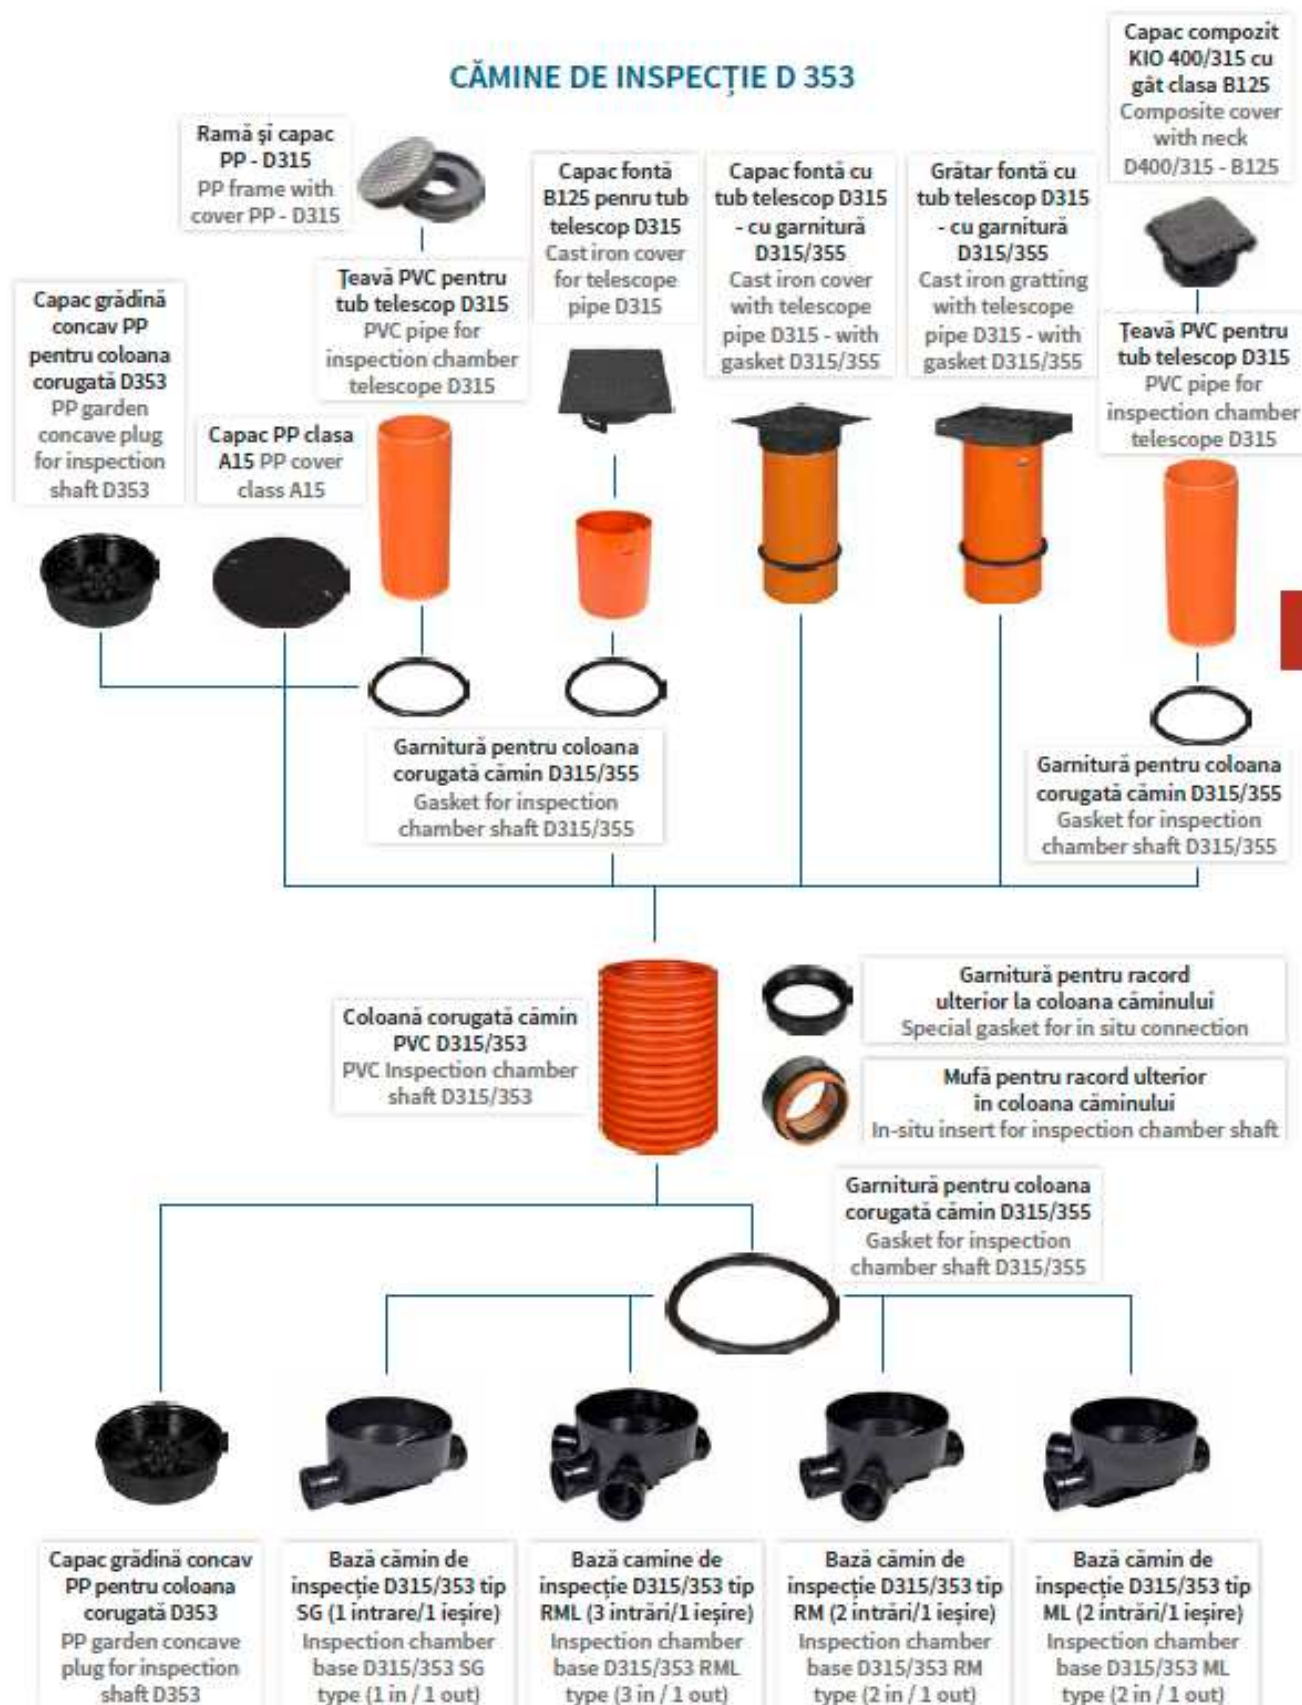 CĂMINE DE INSPECȚIE D 353
Capac compozit
KIO 400/315 cu
gât clasa B125
Composite cover
with neck
D400/315 - B125
Ramă și capac
PP - D315
PP frame with
cover PP - D315
Capac fontă
B125 penru tub
telescop D315
Cast iron cover
for telescope
pipe D315
Capac fontă cu
tub telescop D315
- cu garnitură
D315/355
Cast iron cover
with telescope
pipe D315 - with
gasket D315/355
Grătar fontă cu
tub telescop D315
- cu garnitură
D315/355
Cast iron gratting
with telescope
pipe D315 - with
gasket D315/355
Capac grădină
concav PP
pentru coloana
corugată D353
PP garden
concave plug
for inspection
shaft D353
Țeavă PVC pentru
tub telescop D315
PVC pipe for
inspection chamber
telescope D315
Țeavă PVC pentru
tub telescop D315
PVC pipe for
inspection chamber
telescope D315
Capac PP clasa
A15 PP cover
class A15
Garnitură pentru coloana
corugată cămin D315/355
Gasket for inspection
chamber shaft D315/355
Garnitură pentru coloana
corugată cămin D315/355
Gasket for inspection
chamber shaft D315/355
Coloană corugată cămin
PVC D315/353
PVC Inspection chamber
shaft D315/353
Garnitură pentru racord
ulterior la coloana căminului
Special gasket for in situ connection
Mufă pentru racord ulterior
în coloana căminului
In-situ insert for inspection chamber shaft
Garnitură pentru coloana
corugată cămin D315/355
Gasket for inspection
chamber shaft D315/355
Capac grădină concav
PP pentru coloana
corugată D353
PP garden concave
plug for inspection
shaft D353
Bază cămin de
inspecție D315/353 tip
SG (1 intrare/1 ieșire)
Inspection chamber
base D315/353 SG
type (1 in / 1 out)
Bază camine de
inspecție D315/353 tip
RML (3 intrări/1 ieșire)
Inspection chamber
base D315/353 RML
type (3 in / 1 out)
Bază cămin de
inspecție D315/353 tip
RM (2 intrări/1 ieșire)
Inspection chamber
base D315/353 RM
type (2 in / 1 out)
Bază cămin de
inspecție D315/353 tip
ML (2 intrări/1 ieșire)
Inspection chamber
base D315/353 ML
type (2 in / 1 out)